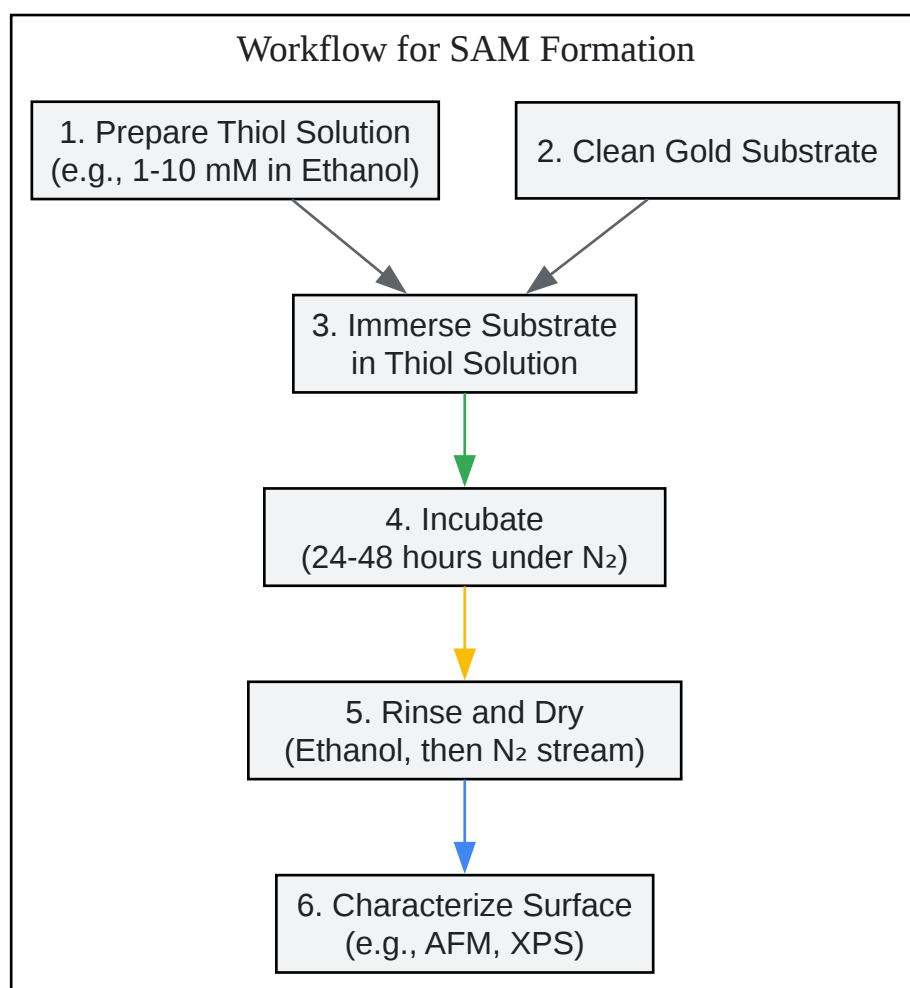 Workflow for SAM Formation
1. Prepare Thiol Solution
(e.g., 1-10 mM in Ethanol)
2. Clean Gold Substrate
3. Immerse Substrate
in Thiol Solution
4. Incubate
(24-48 hours under N₂)
5. Rinse and Dry
(Ethanol, then N₂ stream)
6. Characterize Surface
(e.g., AFM, XPS)